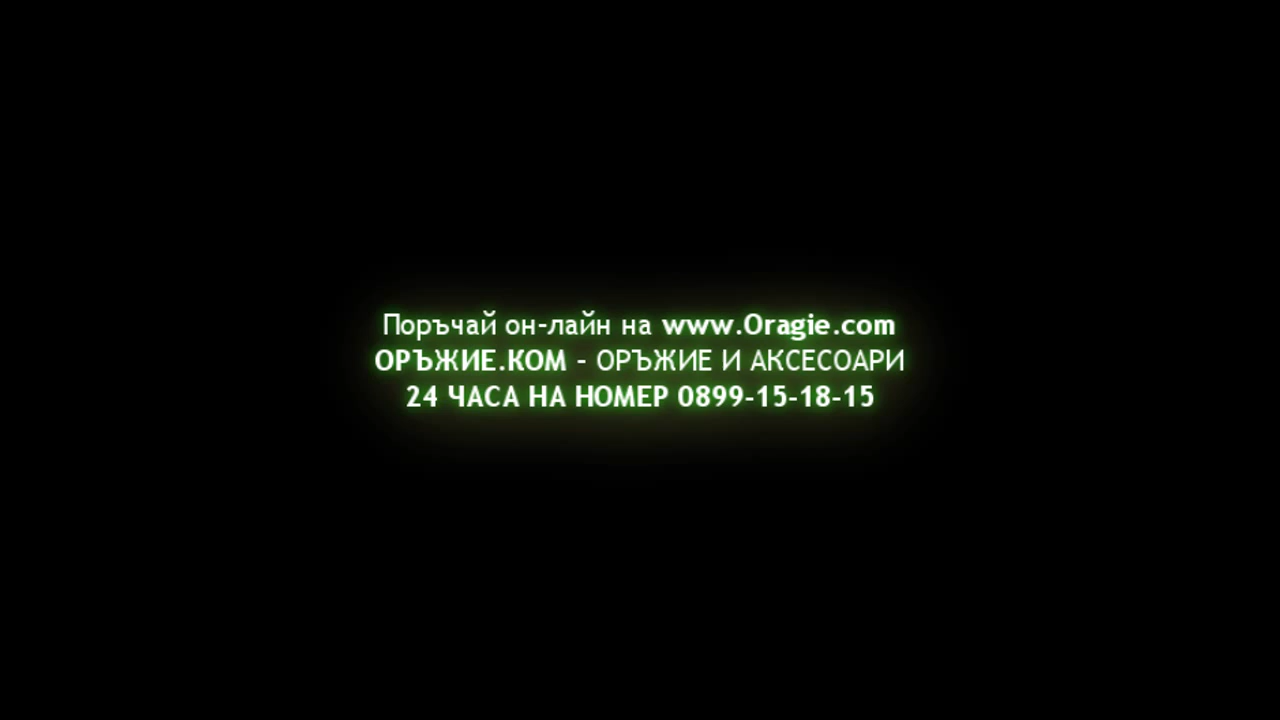 Поръчай он-лайн на www.Oragie.com
ОРЪЖИЕ.КОМ - ОРЪЖИЕ И АКСЕСОАРИ
24 ЧАСА НА НОМЕР 0899-15-18-15